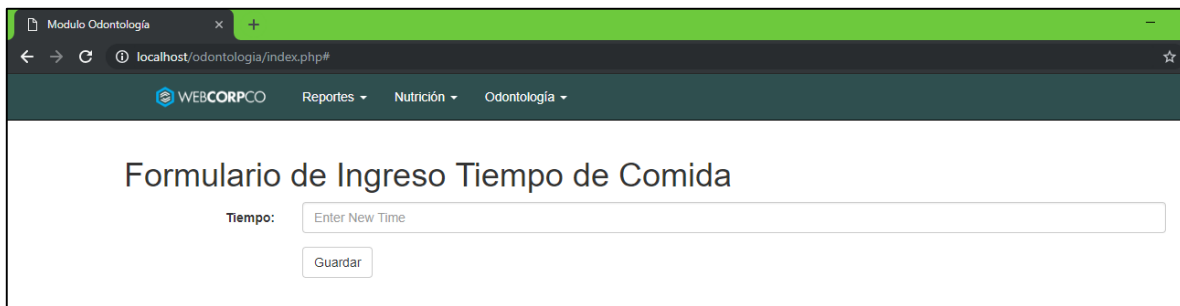 Modulo Odontología
localhost/odontologia/index.php#
WEBCORPCO Reportes Nutrición Odontología
Formulario de Ingreso Tiempo de Comida
Tiempo: Enter New Time
Guardar